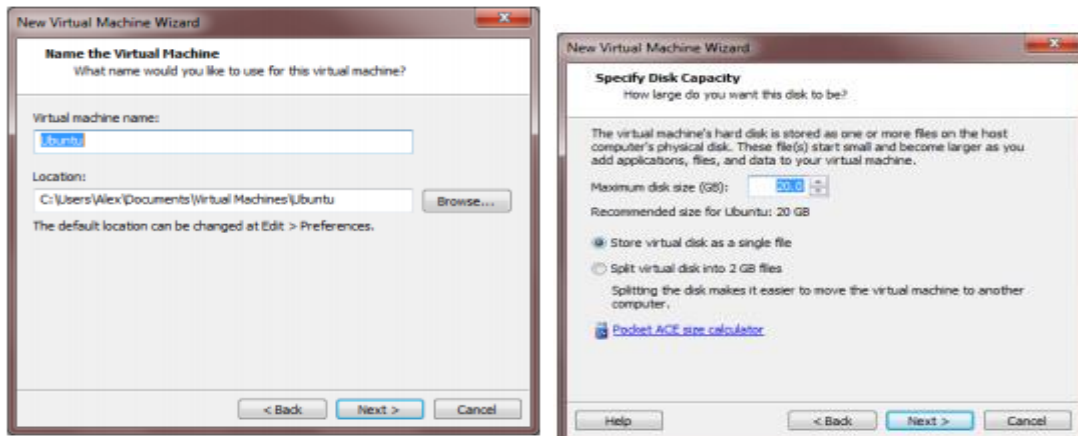 New Virtual Machine Wizard
Name the Virtual Machine
What name would you like to use for this virtual machine?
Virtual machine name:
Ubuntu
Location:
C:\Users\Alex\Documents\Virtual Machines\Ubuntu
Browse...
The default location can be changed at Edit > Preferences.
< Back
Next >
Cancel
New Virtual Machine Wizard
Specify Disk Capacity
How large do you want this disk to be?
The virtual machine's hard disk is stored as one or more files on the host
computer's physical disk. These file(s) start small and become larger as you
add applications, files, and data to your virtual machine.
Maximum disk size (GB):
20.0
Recommended size for Ubuntu: 20 GB
Store virtual disk as a single file
Split virtual disk into 2 GB files
Splitting the disk makes it easier to move the virtual machine to another
computer.
Pocket ACE size calculator
Help
< Back
Next >
Cancel